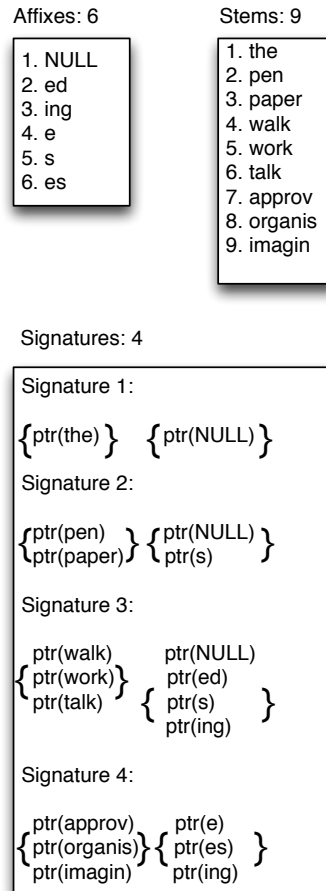 Affixes: 6
1. NULL
2. ed
3. ing
4. e
5. s
6. es
Stems: 9
1. the
2. pen
3. paper
4. walk
5. work
6. talk
7. approv
8. organis
9. imagin
Signatures: 4
Signature 1:
{ptr(the)} {ptr(NULL)}
Signature 2:
{ptr(pen) {ptr(NULL)
ptr(paper)} ptr(s)}
Signature 3:
ptr(walk) ptr(NULL)
{ptr(work)} ptr(ed)
ptr(talk) { ptr(s) }
ptr(ing)
Signature 4:
ptr(approv) ptr(e)
{ptr(organis)} { ptr(es) }
ptr(imagin) ptr(ing)